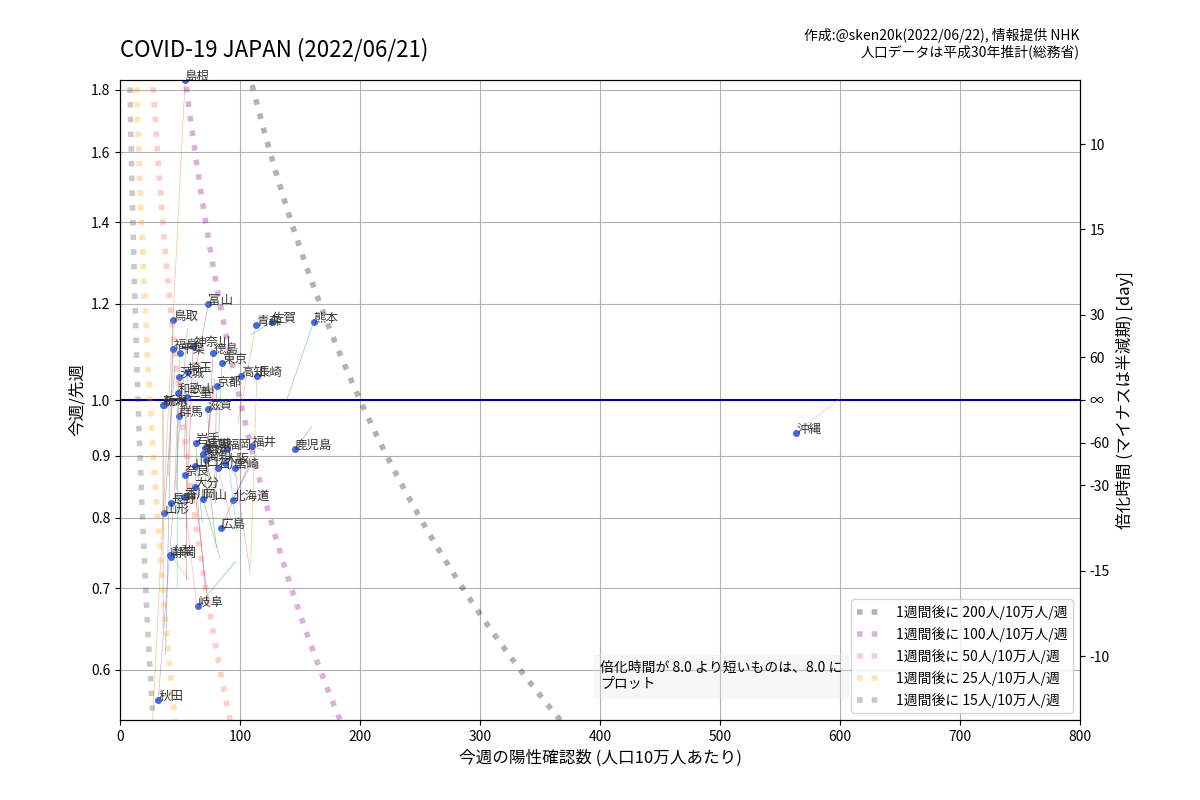 COVID-19 JAPAN (2022/06/21)
作成:@sken20k(2022/06/22), 情報提供 NHK
人口データは平成30年推計(総務省)
島根
1.8
1.6
10
1.4
15
富山
1.2
鳥取
青森
佐賀
熊本
30
神奈川
千葉
徳島
東京
60
埼玉
茨城
高知
長崎
京都
和歌山
三重
1.0
∞
滋賀
群馬
沖縄
岩手
福岡
福井
鹿児島
-60
0.9
大阪
宮崎
奈良
-30
大分
香川
岡山
北海道
長野
山形
0.8
広島
静岡
-15
0.7
岐阜
-10
0.6
秋田
今週/先週
倍化時間 (マイナスは半減期) [day]
倍化時間が 8.0 より短いものは、8.0 に
プロット
1週間後に 200人/10万人/週
1週間後に 100人/10万人/週
1週間後に 50人/10万人/週
1週間後に 25人/10万人/週
1週間後に 15人/10万人/週
0 100 200 300 400 500 600 700 800
今週の陽性確認数 (人口10万人あたり)